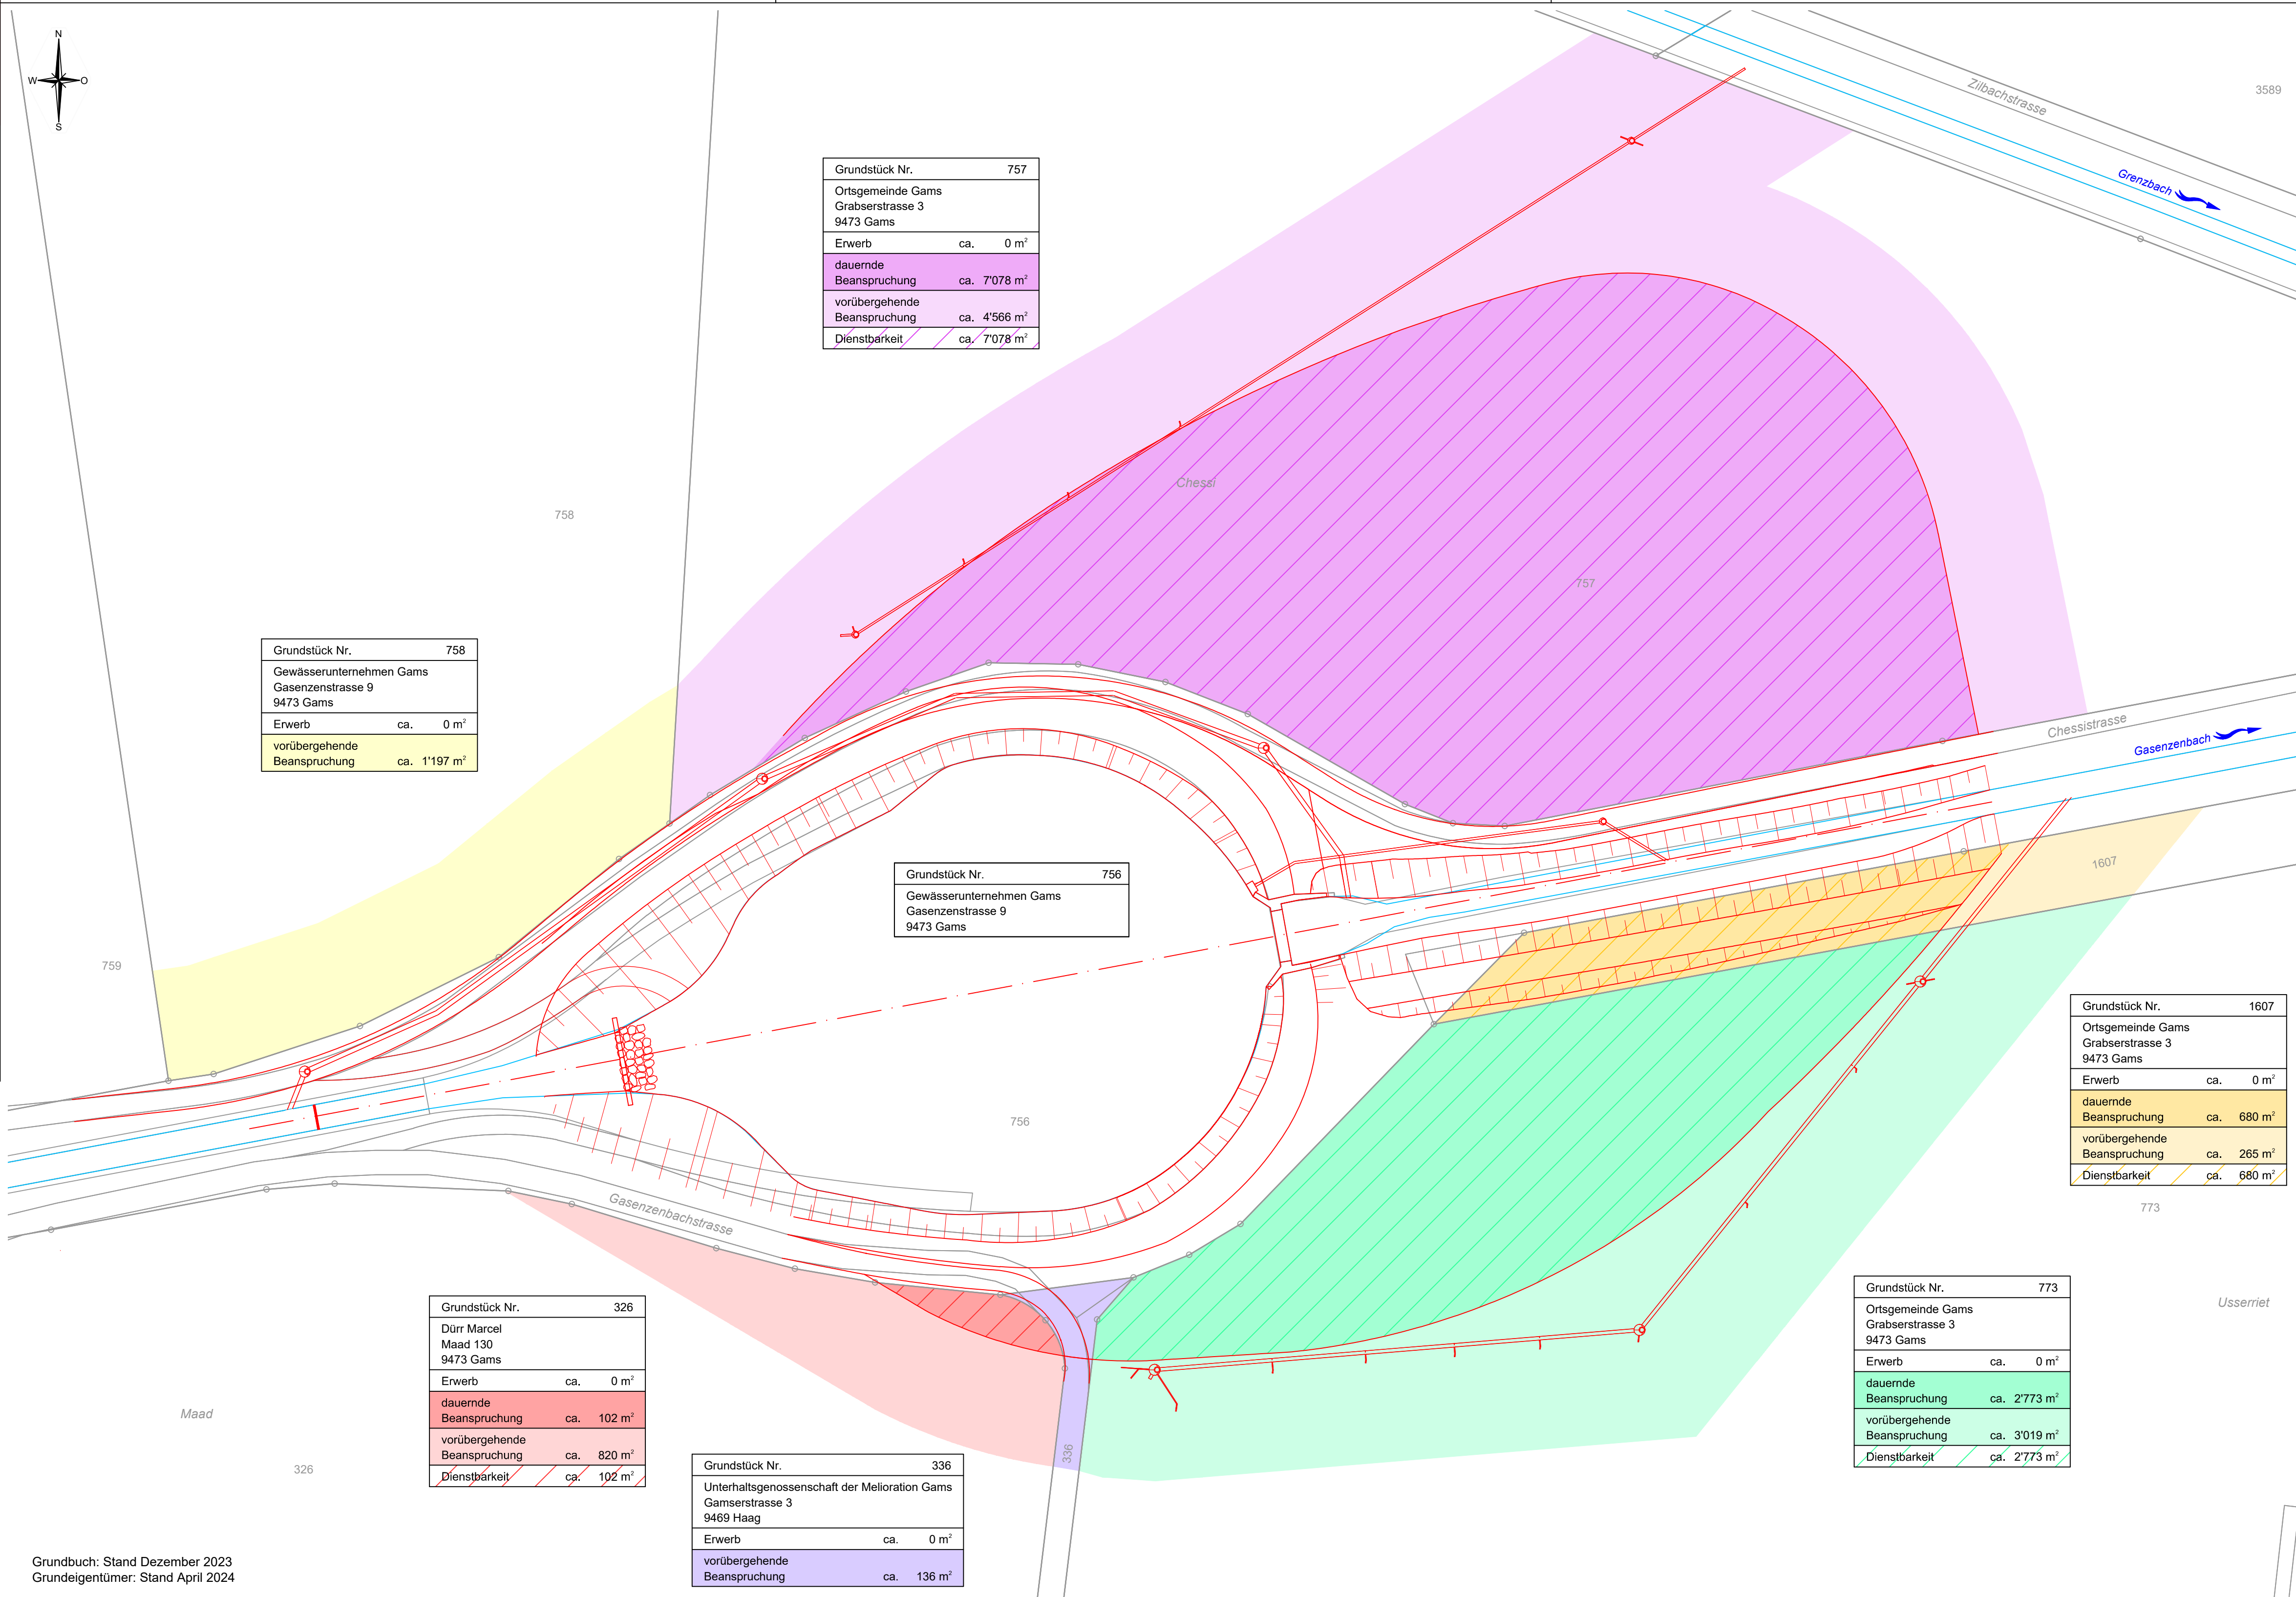 N
W O
S
Zilbachstrasse
3589
Grenzbach
Grundstück Nr. 757
Ortsgemeinde Gams
Grabserstrasse 3
9473 Gams
Erwerb ca. 0 m²
dauernde
Beanspruchung ca. 7'078 m²
vorübergehende
Beanspruchung ca. 4'566 m²
Dienstbarkeit ca. 7'078 m²
Chessi
758
757
Grundstück Nr. 758
Gewässerunternehmen Gams
Gasenzenstrasse 9
9473 Gams
Erwerb ca. 0 m²
vorübergehende
Beanspruchung ca. 1'197 m²
Chessistrasse
Gasenzenbach
Grundstück Nr. 756
Gewässerunternehmen Gams
Gasenzenstrasse 9
9473 Gams
1607
759
Grundstück Nr. 1607
Ortsgemeinde Gams
Grabserstrasse 3
9473 Gams
Erwerb ca. 0 m²
dauernde
Beanspruchung ca. 680 m²
vorübergehende
Beanspruchung ca. 265 m²
Dienstbarkeit ca. 680 m²
756
773
Gasenzenbachstrasse
Usserriet
Grundstück Nr. 773
Ortsgemeinde Gams
Grabserstrasse 3
9473 Gams
Erwerb ca. 0 m²
dauernde
Beanspruchung ca. 2'773 m²
vorübergehende
Beanspruchung ca. 3'019 m²
Dienstbarkeit ca. 2'773 m²
Grundstück Nr. 326
Dürr Marcel
Maad 130
9473 Gams
Erwerb ca. 0 m²
dauernde
Beanspruchung ca. 102 m²
vorübergehende
Beanspruchung ca. 820 m²
Dienstbarkeit ca. 102 m²
Maad
326
336
Grundstück Nr. 336
Unterhaltsgenossenschaft der Melioration Gams
Gamserstrasse 3
9469 Haag
Erwerb ca. 0 m²
vorübergehende
Beanspruchung ca. 136 m²
Grundbuch: Stand Dezember 2023
Grundeigentümer: Stand April 2024